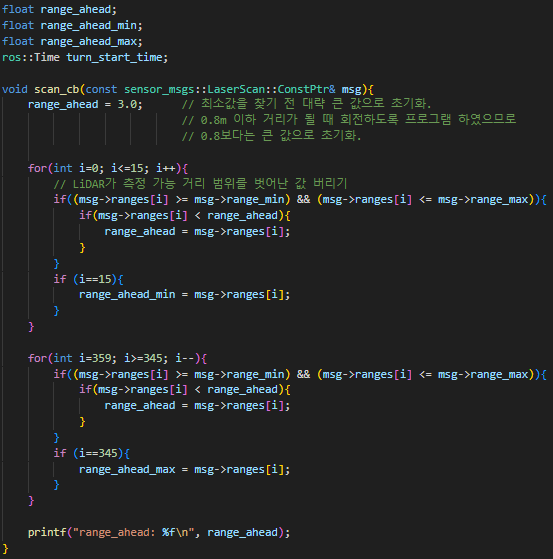 float range_ahead;
float range_ahead_min;
float range_ahead_max;
ros::Time turn_start_time;

void scan_cb(const sensor_msgs::LaserScan::ConstPtr& msg){
    range_ahead = 3.0;      // 최소값을 찾기 전 대략 큰 값으로 초기화.
                            // 0.8m 이하 거리가 될 때 회전하도록 프로그램 하였으므로
                            // 0.8보다는 큰 값으로 초기화.

    for(int i=0; i<=15; i++){
        // LiDAR가 측정 가능 거리 범위를 벗어난 값 버리기
        if((msg->ranges[i] >= msg->range_min) && (msg->ranges[i] <= msg->range_max)){
            if(msg->ranges[i] < range_ahead){
                range_ahead = msg->ranges[i];
            }
        }
        if (i==15){
            range_ahead_min = msg->ranges[i];
        }
    }

    for(int i=359; i>=345; i--){
        if((msg->ranges[i] >= msg->range_min) && (msg->ranges[i] <= msg->range_max)){
            if(msg->ranges[i] < range_ahead){
                range_ahead = msg->ranges[i];
            }
        }
        if (i==345){
            range_ahead_max = msg->ranges[i];
        }
    }

    printf("range_ahead: %f\n", range_ahead);
}